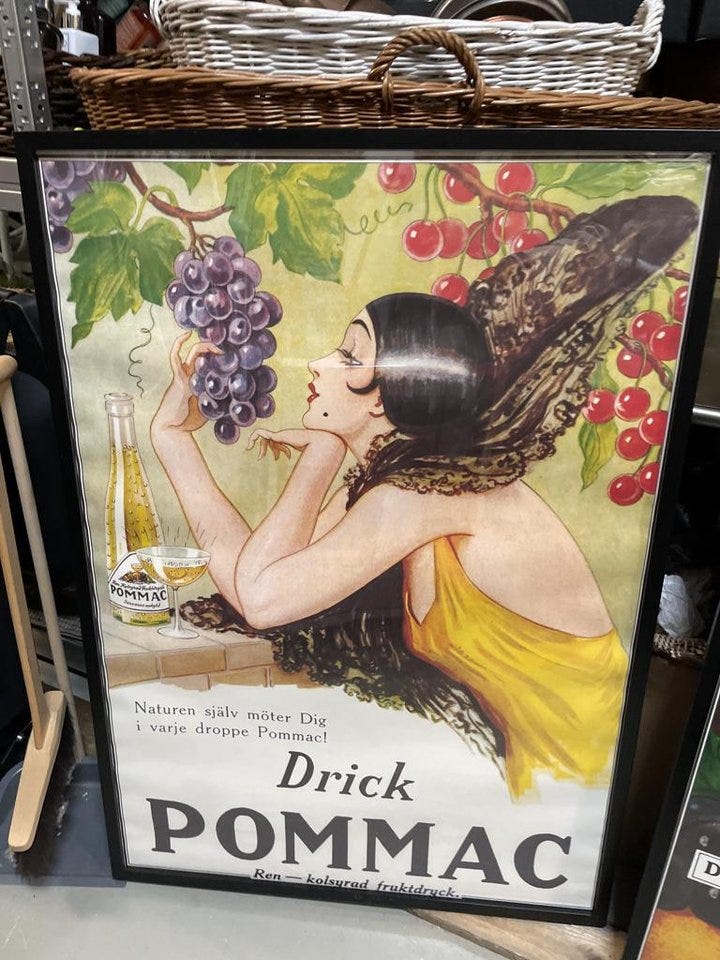 POMMAC
Naturen själv möter Dig
i varje droppe Pommac!
Drick
POMMAC
Ren — kolsyrad fruktdryck.
D